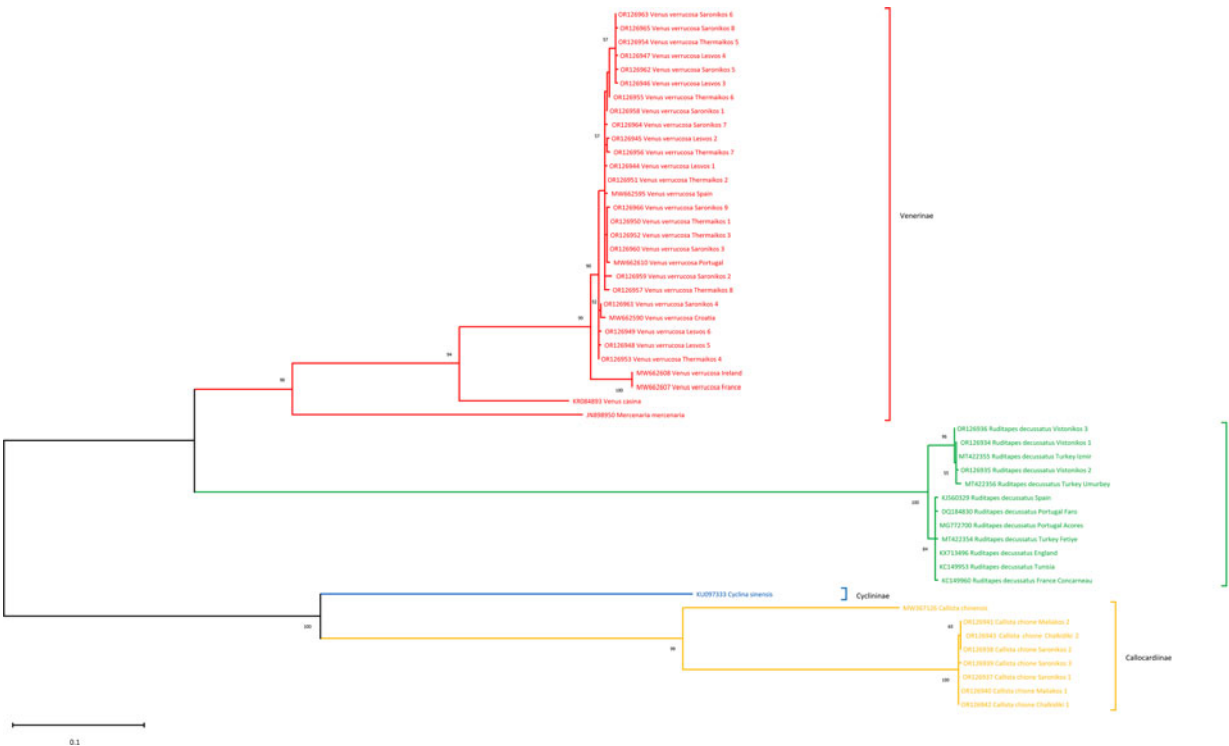 OR126963 Venus verrucosa Saronikos 6
OR126965 Venus verrucosa Saronikos 8
57
OR126954 Venus verrucosa Thermaikos 5
OR126947 Venus verrucosa Lesvos 4
OR126962 Venus verrucosa Saronikos 5
OR126946 Venus verrucosa Lesvos 3
OR126955 Venus verrucosa Thermaikos 6
OR126958 Venus verrucosa Saronikos 1
OR126964 Venus verrucosa Saronikos 7
57
OR126945 Venus verrucosa Lesvos 2
OR126956 Venus verrucosa Thermaikos 7
OR126944 Venus verrucosa Lesvos 1
OR126951 Venus verrucosa Thermaikos 2
MW662595 Venus verrucosa Spain
OR126966 Venus verrucosa Saronikos 9
Venerinae
OR126950 Venus verrucosa Thermaikos 1
OR126952 Venus verrucosa Thermaikos 3
OR126960 Venus verrucosa Saronikos 3
MW662610 Venus verrucosa Portugal
OR126959 Venus verrucosa Saronikos 2
OR126957 Venus verrucosa Thermaikos 8
OR126961 Venus verrucosa Saronikos 4
MW662590 Venus verrucosa Croatia
OR126949 Venus verrucosa Lesvos 6
OR126948 Venus verrucosa Lesvos 5
94
OR126953 Venus verrucosa Thermaikos 4
MW662608 Venus verrucosa Ireland
MW662607 Venus verrucosa France
100
KR084893 Venus casina
JN898950 Mercenaria mercenaria
OR126936 Ruditapes decussatus Vistonikos 3
96
OR126934 Ruditapes decussatus Vistonikos 1
MT422355 Ruditapes decussatus Turkey Izmir
OR126935 Ruditapes decussatus Vistonikos 2
MT422356 Ruditapes decussatus Turkey Umurbey
KJ560329 Ruditapes decussatus Spain
100
DQ184830 Ruditapes decussatus Portugal Faro
MG772700 Ruditapes decussatus Portugal Acores
MT422354 Ruditapes decussatus Turkey Fetiye
KX713496 Ruditapes decussatus England
KC149953 Ruditapes decussatus Tunisia
KC149960 Ruditapes decussatus France Concarneau
KU097333 Cyclina sinensis
Cyclininae
Callista chinensis
OR126941 Callista chione Maliakos 2
100
Callista chione Chalkidiki 2
OR126938 Callista chione Saronikos 2
OR126939 Callista chione Saronikos 3
Callocardiinae
OR126937 Callista chione Saronikos 1
100
OR126940 Callista chione Maliakos 1
Callista chione Chalkidiki 1
0.1